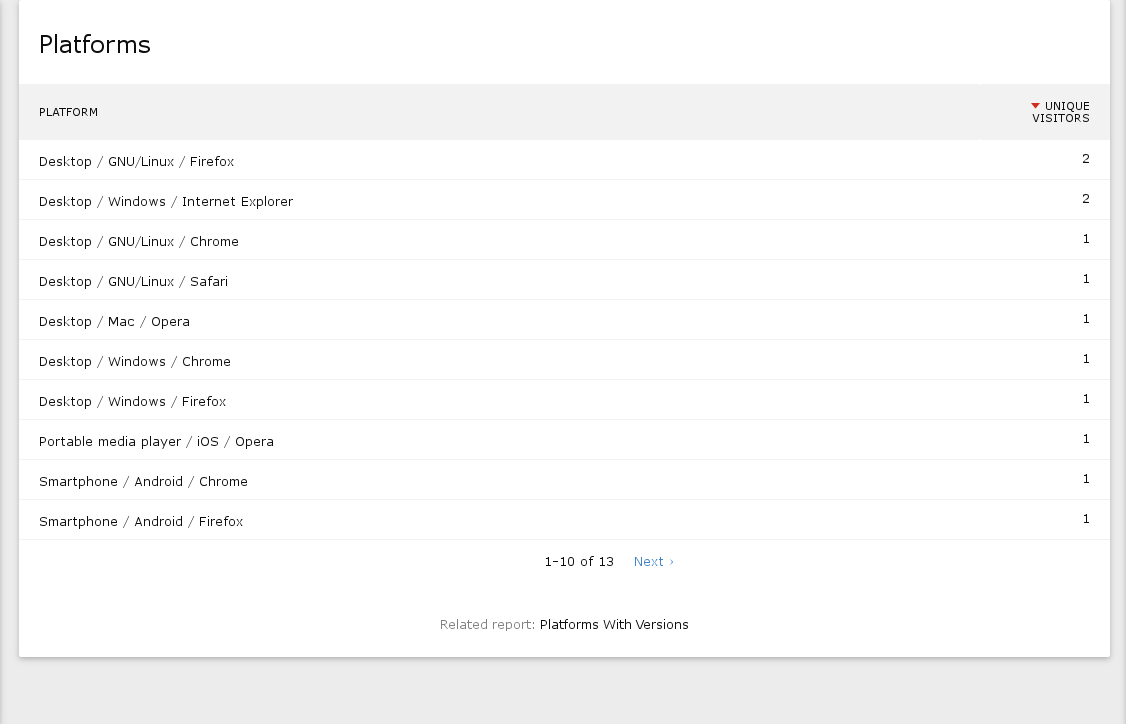 Platforms
PLATFORM
UNIQUE
VISITORS
Desktop / GNU/Linux / Firefox 2
Desktop / Windows / Internet Explorer 2
Desktop / GNU/Linux / Chrome 1
Desktop / GNU/Linux / Safari 1
Desktop / Mac / Opera 1
Desktop / Windows / Chrome 1
Desktop / Windows / Firefox 1
Portable media player / iOS / Opera 1
Smartphone / Android / Chrome 1
Smartphone / Android / Firefox 1
1–10 of 13 Next ›
Related report: Platforms With Versions